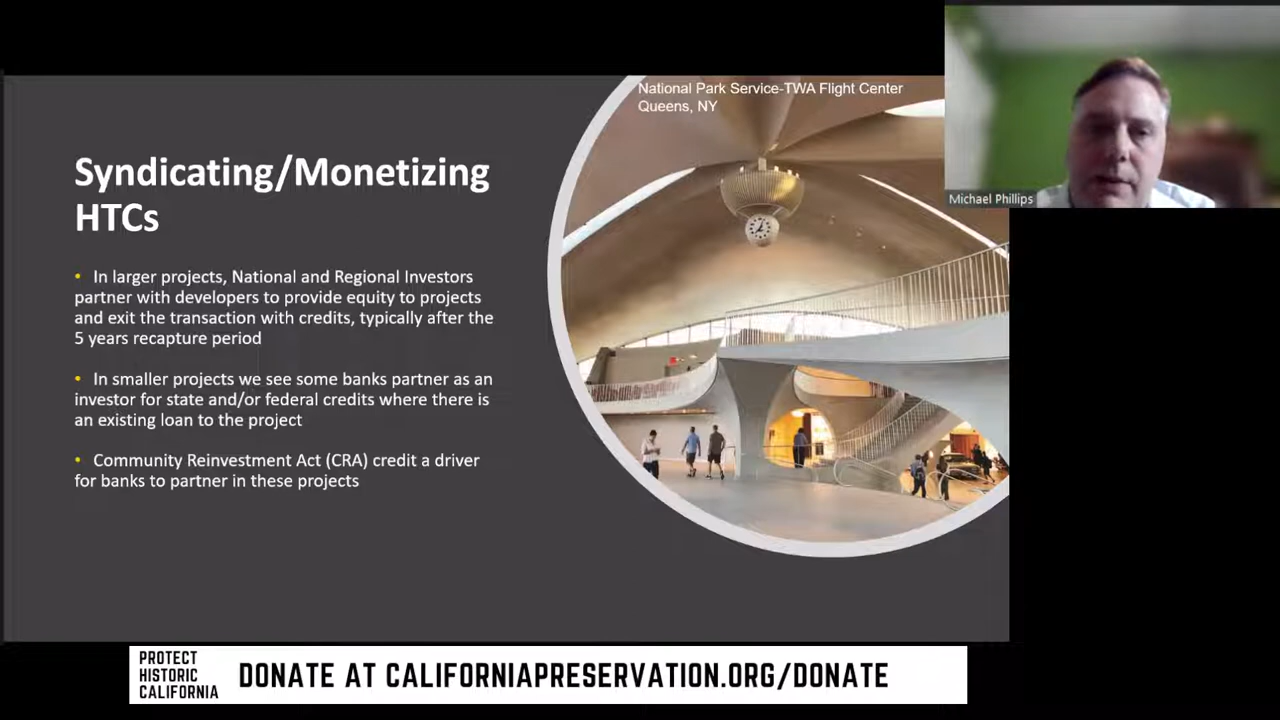 National Park Service-TWA Flight Center
Queens, NY
Syndicating/Monetizing
HTCs
• In larger projects, National and Regional Investors
partner with developers to provide equity to projects
and exit the transaction with credits, typically after the
5 years recapture period
• In smaller projects we see some banks partner as an
investor for state and/or federal credits where there is
an existing loan to the project
• Community Reinvestment Act (CRA) credit a driver
for banks to partner in these projects
Michael Phillips
PROTECT
HISTORIC
CALIFORNIA
DONATE AT CALIFORNIAPRESERVATION.ORG/DONATE